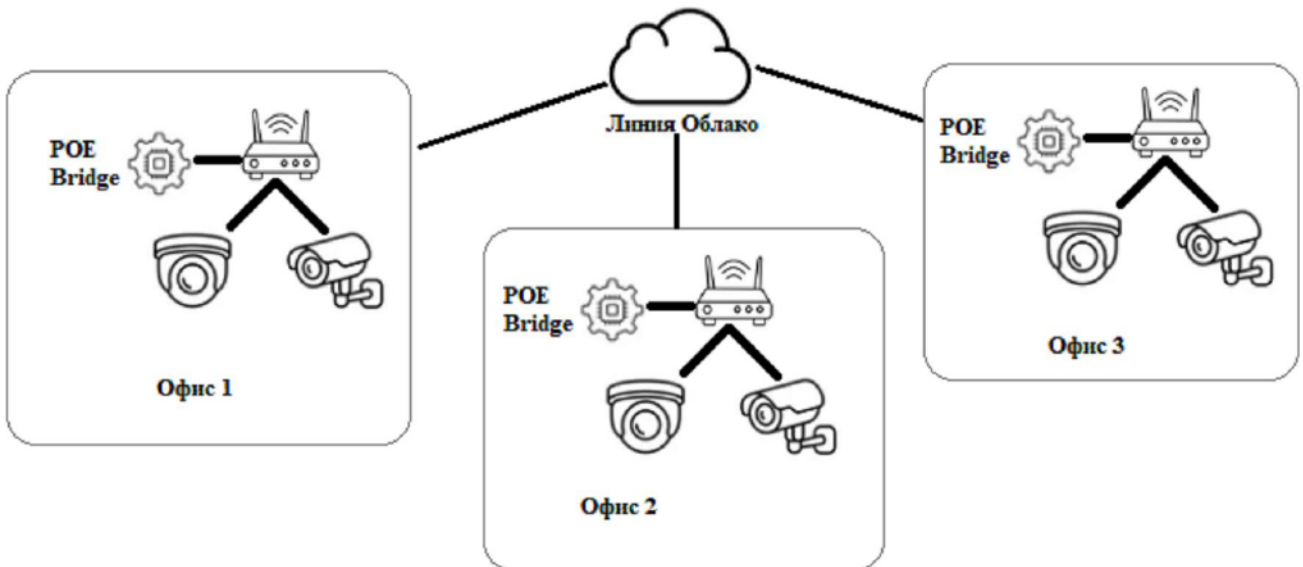 Линия Облако
POE
Bridge
Офис 1
POE
Bridge
Офис 2
POE
Bridge
Офис 3